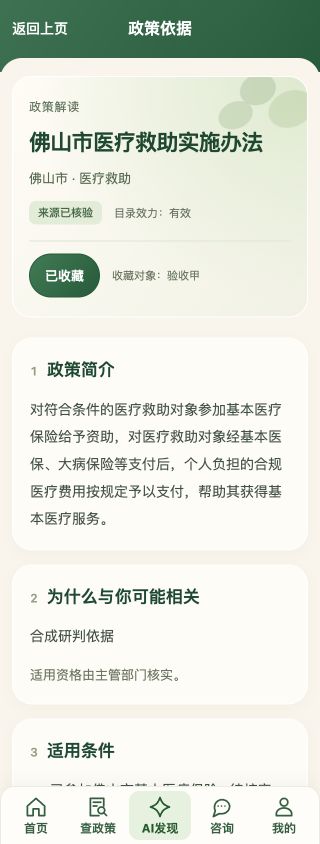 返回上页
政策依据
政策解读
佛山市医疗救助实施办法
佛山市 · 医疗救助
来源已核验
目录效力：有效
已收藏
收藏对象：验收甲
1 政策简介
对符合条件的医疗救助对象参加基本医疗
保险给予资助，对医疗救助对象经基本医
保、大病保险等支付后，个人负担的合规
医疗费用按规定予以支付，帮助其获得基
本医疗服务。
2 为什么与你可能相关
合成研判依据
适用资格由主管部门核实。
3 适用条件
首页
查政策
AI发现
咨询
我的